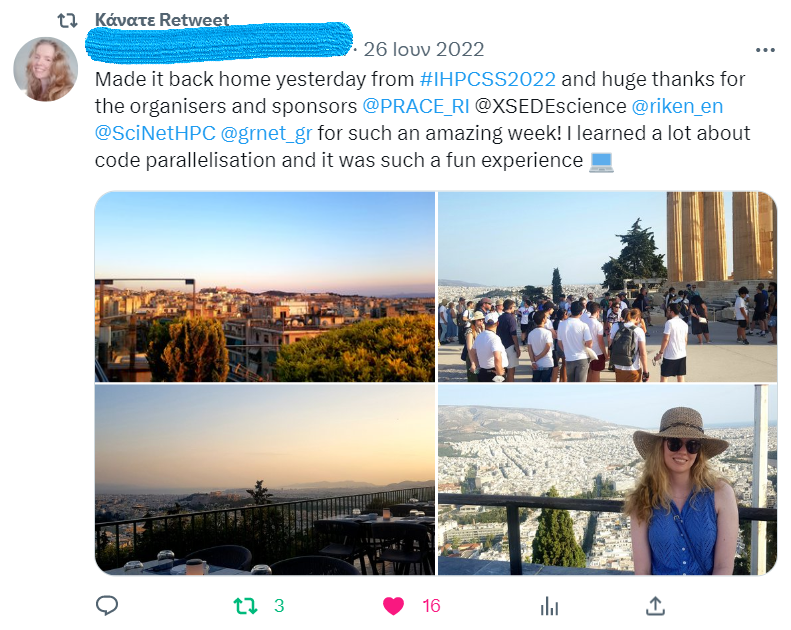 Κάνατε Retweet
· 26 Ιουν 2022
Made it back home yesterday from #IHPCSS2022 and huge thanks for
the organisers and sponsors @PRACE_RI @XSEDEscience @riken_en
@SciNetHPC @grnet_gr for such an amazing week! I learned a lot about
code parallelisation and it was such a fun experience 💻
3
16